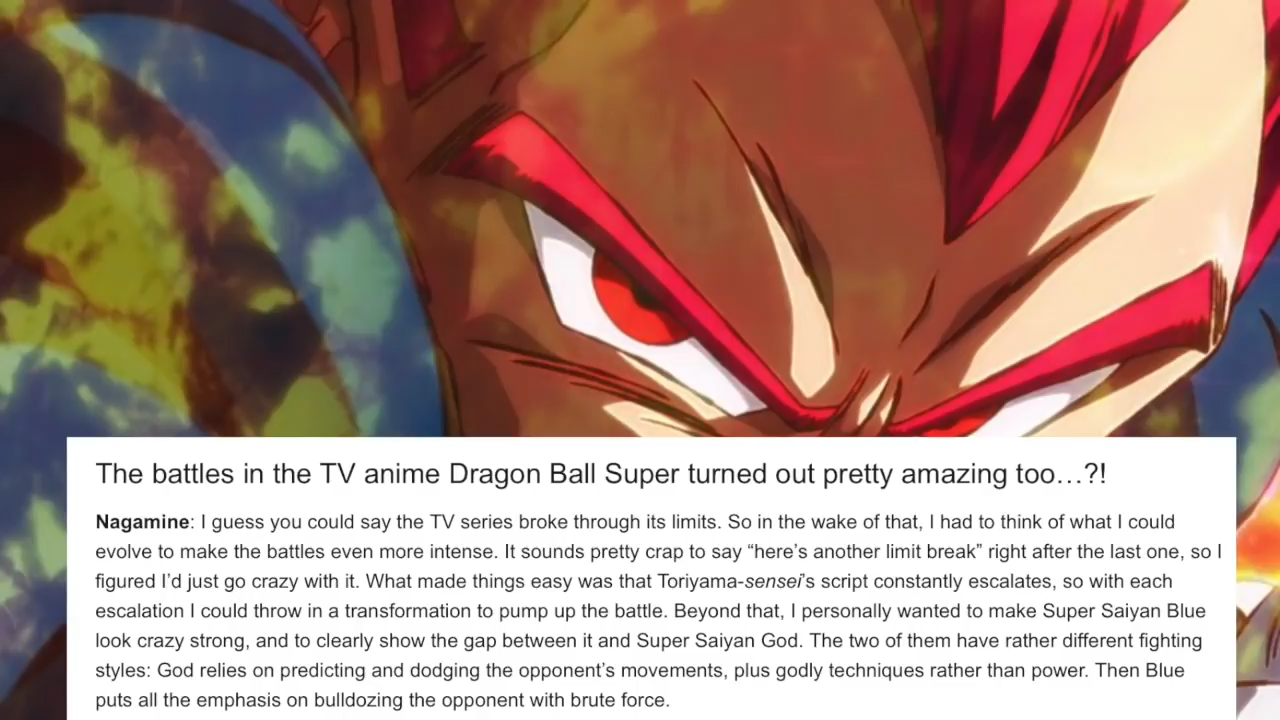 The battles in the TV anime Dragon Ball Super turned out pretty amazing too…?!
Nagamine: I guess you could say the TV series broke through its limits. So in the wake of that, I had to think of what I could
evolve to make the battles even more intense. It sounds pretty crap to say “here’s another limit break” right after the last one, so I
figured I’d just go crazy with it. What made things easy was that Toriyama-sensei’s script constantly escalates, so with each
escalation I could throw in a transformation to pump up the battle. Beyond that, I personally wanted to make Super Saiyan Blue
look crazy strong, and to clearly show the gap between it and Super Saiyan God. The two of them have rather different fighting
styles: God relies on predicting and dodging the opponent’s movements, plus godly techniques rather than power. Then Blue
puts all the emphasis on bulldozing the opponent with brute force.